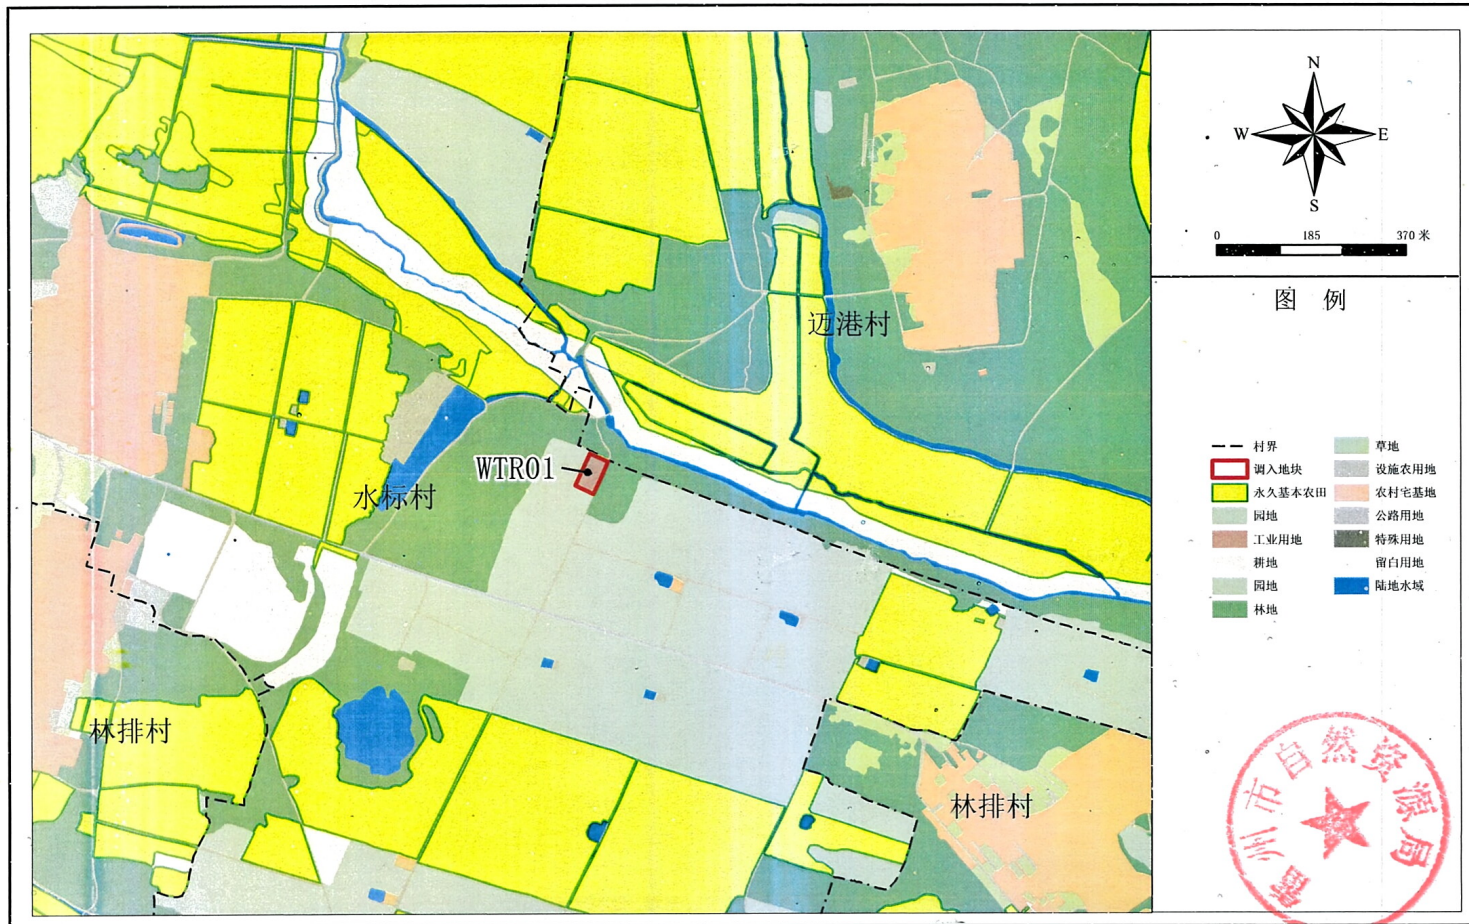 N
W
E
S
0 185 370 米
图 例
村界
调入地块
永久基本农田
园地
工业用地
耕地
园地
林地
草地
设施农用地
农村宅基地
公路用地
特殊用地
留白用地
陆地水域
迈港村
WTR01
水标村
林排村
林排村
雷州市自然资源局